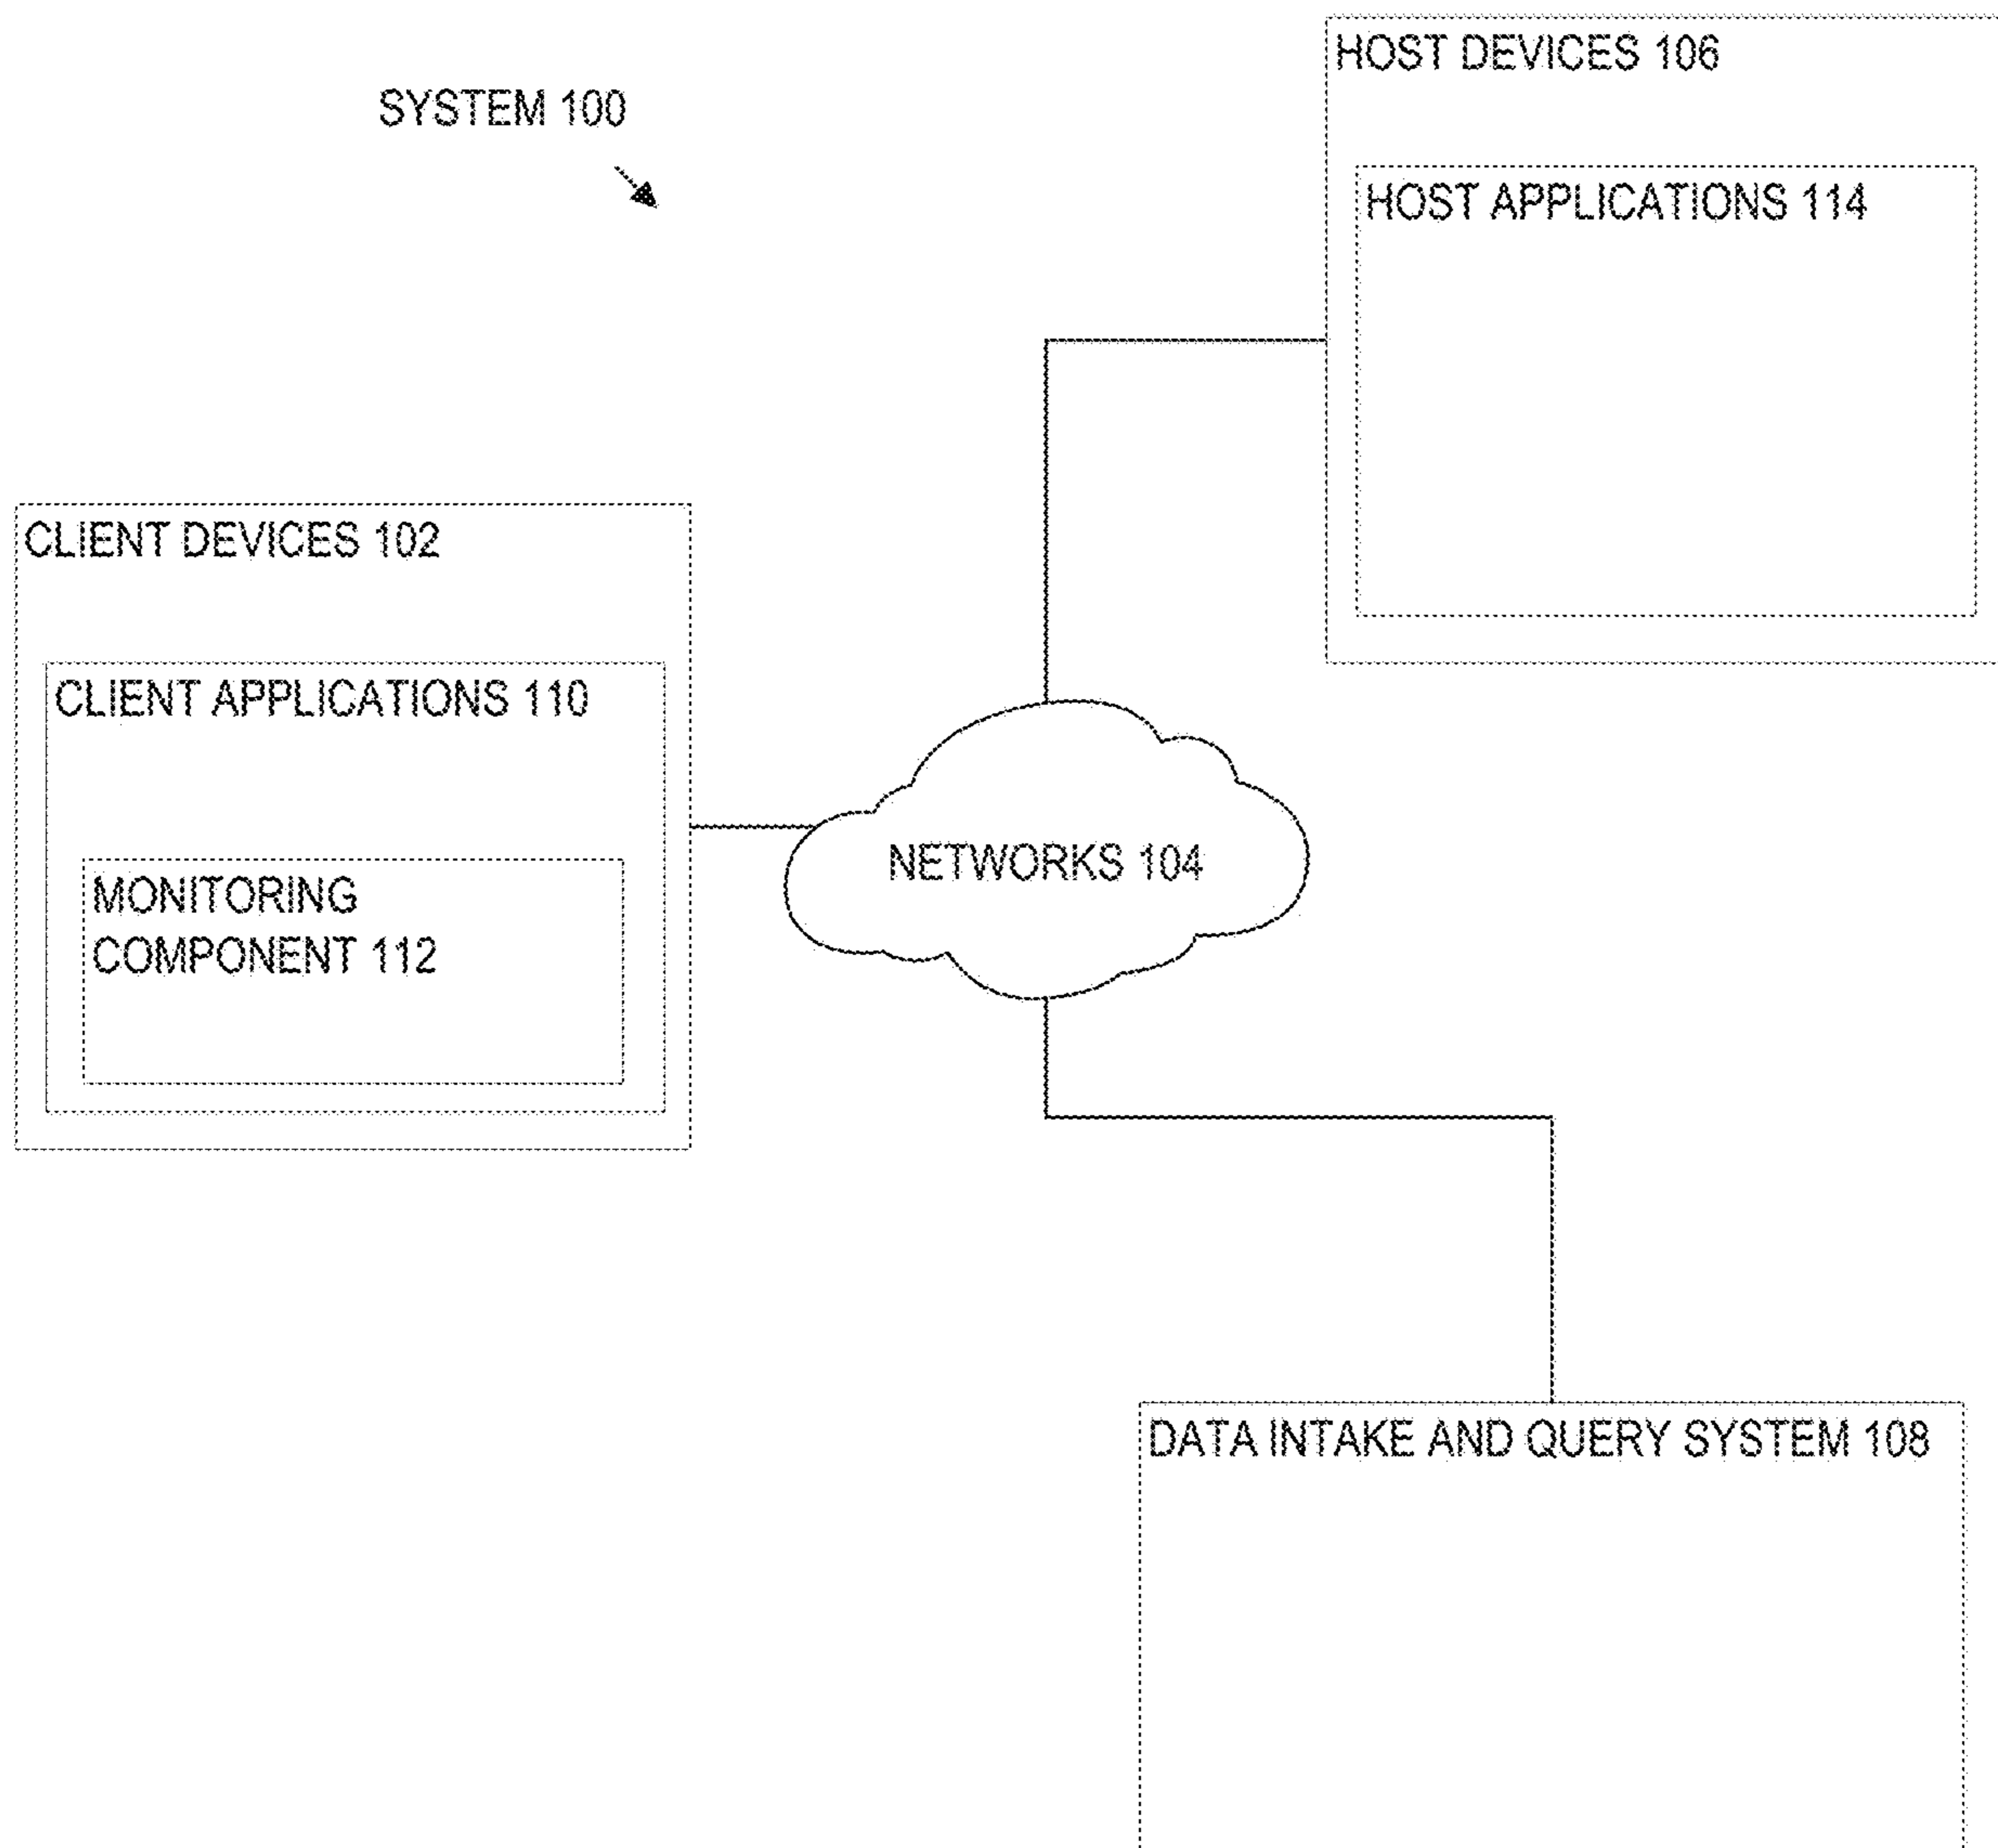 SYSTEM 100
HOST DEVICES 106
HOST APPLICATIONS 114
CLIENT DEVICES 102
CLIENT APPLICATIONS 110
MONITORING
COMPONENT 112
NETWORKS 104
DATA INTAKE AND QUERY SYSTEM 108